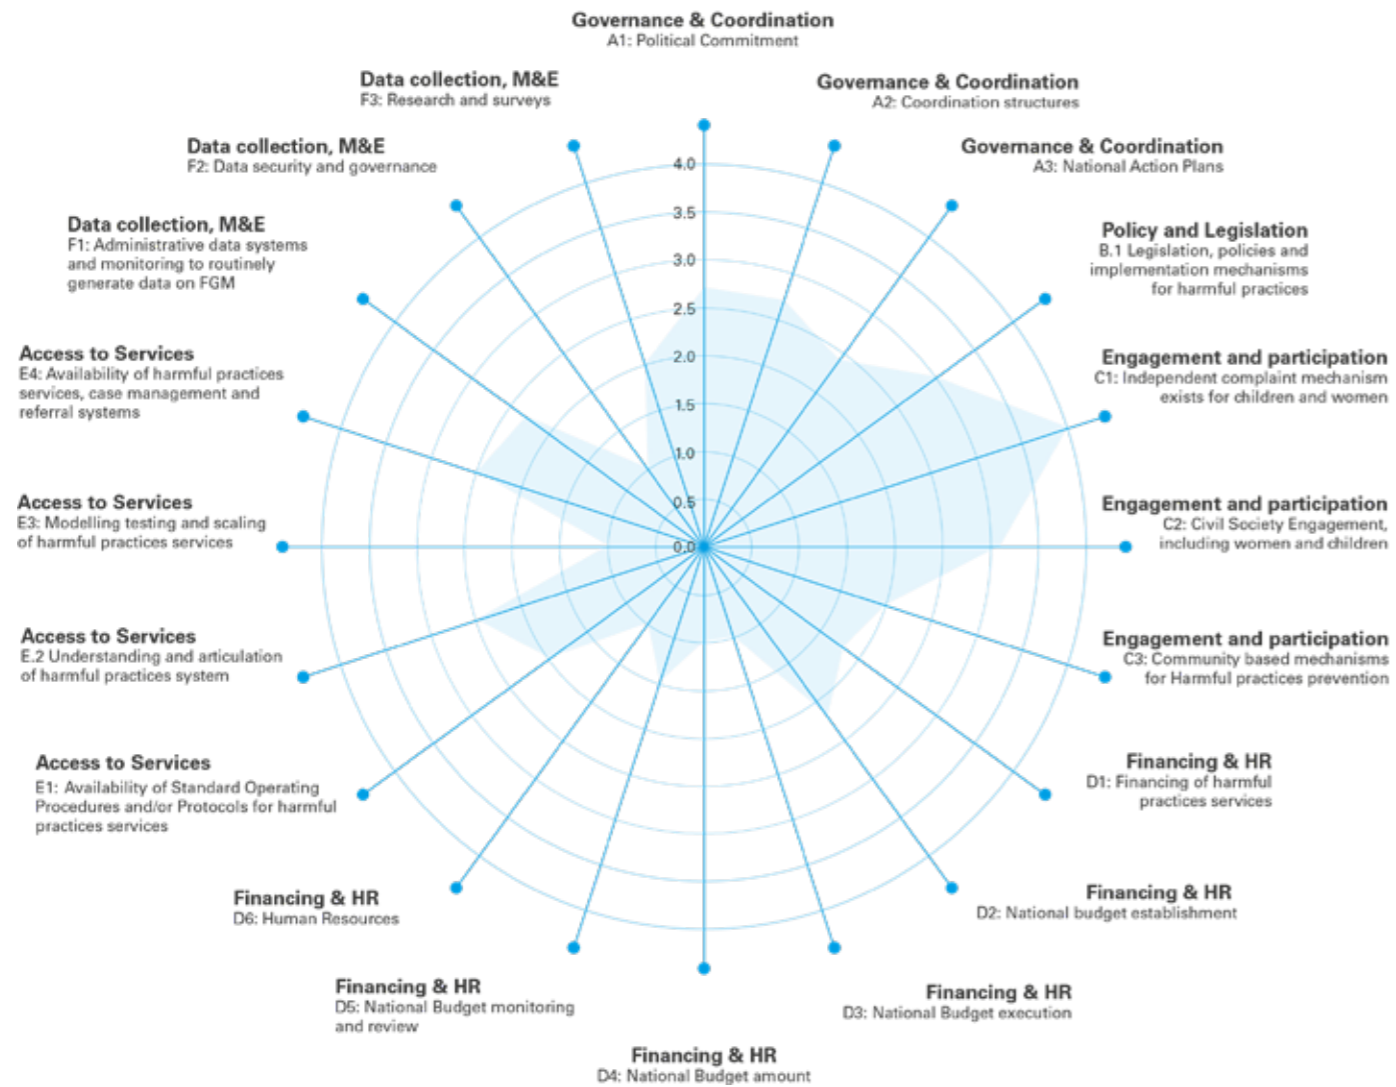 Governance & Coordination
A1: Political Commitment
Governance & Coordination
A2: Coordination structures
Governance & Coordination
A3: National Action Plans
Policy and Legislation
B.1 Legislation, policies and
implementation mechanisms
for harmful practices
Engagement and participation
C1: Independent complaint mechanism
exists for children and women
Engagement and participation
C2: Civil Society Engagement,
including women and children
Engagement and participation
C3: Community based mechanisms
for Harmful practices prevention
Financing & HR
D1: Financing of harmful
practices services
Financing & HR
D2: National budget establishment
Financing & HR
D3: National Budget execution
Financing & HR
D4: National Budget amount
Financing & HR
D5: National Budget monitoring
and review
Financing & HR
D6: Human Resources
Access to Services
E1: Availability of Standard Operating
Procedures and/or Protocols for harmful
practices services
Access to Services
E.2 Understanding and articulation
of harmful practices system
Access to Services
E3: Modelling testing and scaling
of harmful practices services
Access to Services
E4: Availability of harmful practices
services, case management and
referral systems
Data collection, M&E
F1: Administrative data systems
and monitoring to routinely
generate data on FGM
Data collection, M&E
F2: Data security and governance
Data collection, M&E
F3: Research and surveys
4.0
3.5
3.0
2.5
2.0
1.5
1.0
0.5
0.0